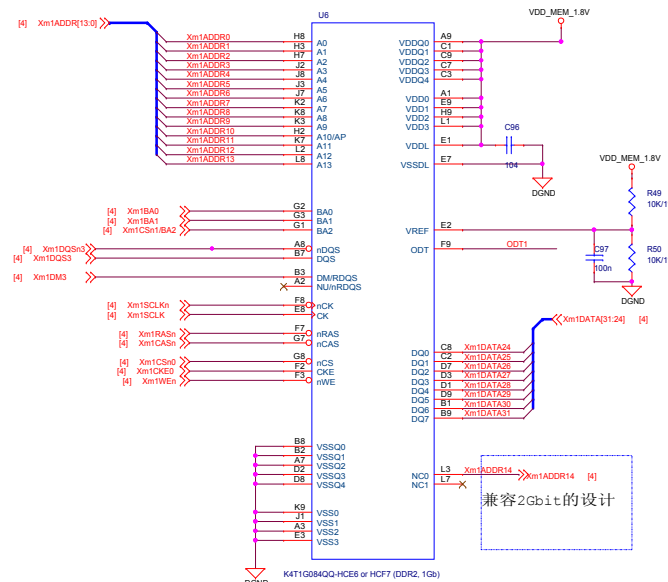 U6
VDD_MEM_1.8V
[4] Xm1ADDR[13:0]
Xm1ADDR0 H8 A0
Xm1ADDR1 H3 A1
Xm1ADDR2 H7 A2
Xm1ADDR3 J2 A3
Xm1ADDR4 J8 A4
Xm1ADDR5 J3 A5
Xm1ADDR6 J7 A6
Xm1ADDR7 K2 A7
Xm1ADDR8 K8 A8
Xm1ADDR9 K3 A9
Xm1ADDR10 H2 A10/AP
Xm1ADDR11 K7 A11
Xm1ADDR12 L2 A12
Xm1ADDR13 L8 A13
VDDQ0 A9
VDDQ1 C1
VDDQ2 C9
VDDQ3 C7
VDDQ4 C3
VDD0 A1
VDD1 E9
VDD2 H9
VDD3 L1
VDDL E1
C96
104
VSSDL E7
DGND
VDD_MEM_1.8V
R49
10K/1
[4] Xm1BA0 G2 BA0
[4] Xm1BA1 G3 BA1
[4] Xm1CSn1/BA2 G1 BA2
VREF E2
ODT F9 ODT1
C97
100n
R50
10K/1
DGND
[4] Xm1DQSn3 A8 nDQS
[4] Xm1DQS3 B7 DQS
[4] Xm1DM3 B3 DM/RDQS
A2 NU/nRDQS
[4] Xm1SCLKn F8 nCK
[4] Xm1SCLK E8 CK
[4] Xm1RASn F7 nRAS
[4] Xm1CASn G7 nCAS
[4] Xm1CSn0 G8 nCS
[4] Xm1CKE0 F2 CKE
[4] Xm1WEn F3 nWE
Xm1DATA[31:24] [4]
DQ0 C8 Xm1DATA24
DQ1 C2 Xm1DATA25
DQ2 D7 Xm1DATA26
DQ3 D3 Xm1DATA27
DQ4 D1 Xm1DATA28
DQ5 D9 Xm1DATA29
DQ6 B1 Xm1DATA30
DQ7 B9 Xm1DATA31
B8 VSSQ0
B2 VSSQ1
A7 VSSQ2
D2 VSSQ3
D8 VSSQ4
K9 VSS0
J1 VSS1
A3 VSS2
E3 VSS3
NC0 L3 Xm1ADDR14 Xm1ADDR14 [4]
NC1 L7
兼容2Gbit的设计
DGND
K4T1G084QQ-HCE6 or HCF7 (DDR2, 1Gb)